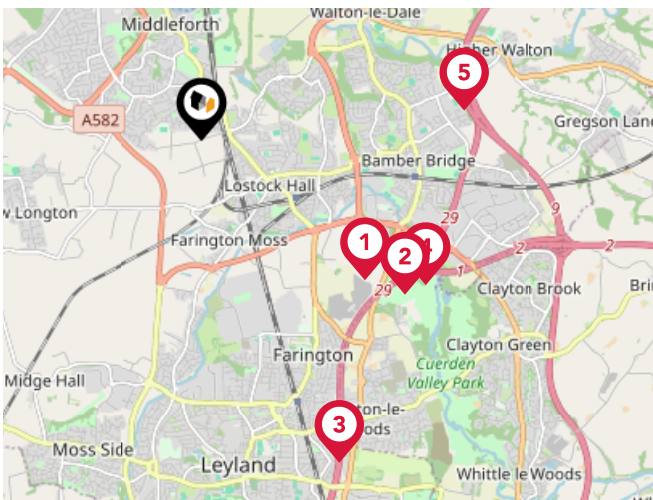 Walton-le-Dale
Middleforth
Higher Walton
5
A582
Gregson Lane
Bamber Bridge
Lostock Hall
w Longton
9
29
Farington Moss
1
2
4
2
2
1
29
Clayton Brook
Bri
Farington
Clayton Green
Cuerden
Valley Park
Midge Hall
3
ton-le-
ods
Moss Side
Leyland
Whittle le Woods